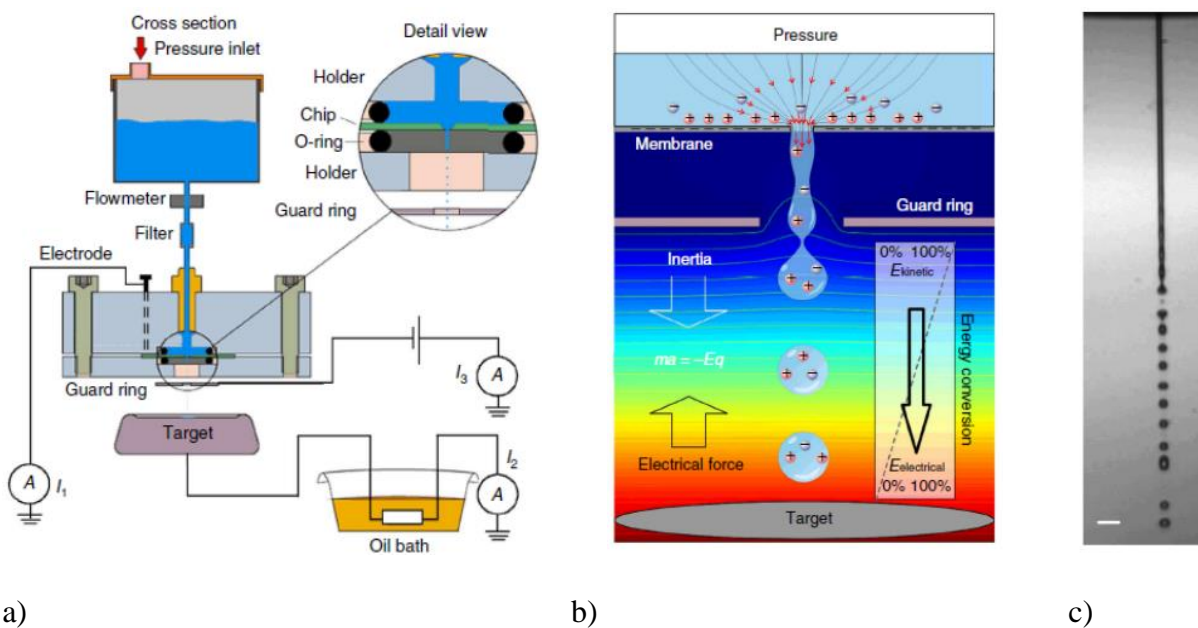 Cross section
Pressure inlet
Detail view
Holder
Chip
O-ring
Holder
Guard ring
Flowmeter
Filter
Electrode
Guard ring
Target
A
I1
A
I2
A
I3
Oil bath
Pressure
Membrane
Guard ring
Inertia
ma = –Eq
Electrical force
0% 100%
Ekinetic
Energy conversion
Eelectrical
0% 100%
Target
a)
b)
c)